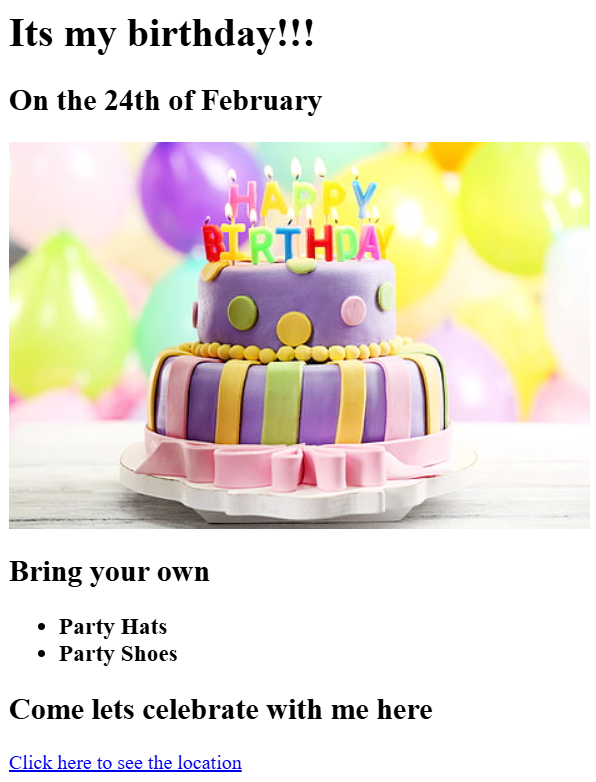 Its my birthday!!!
On the 24th of February
HAPPY
BIRTHDAY
Bring your own
Party Hats
Party Shoes
Come lets celebrate with me here
Click here to see the location